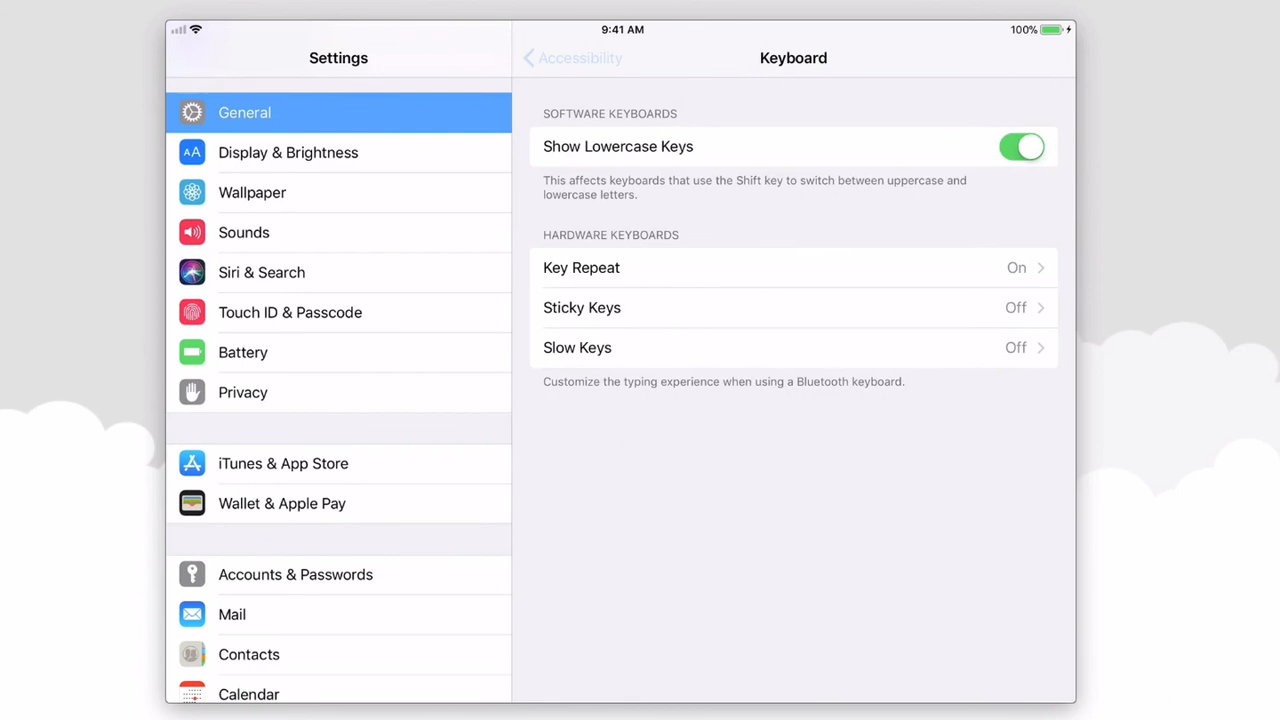 9:41 AM
100%
Settings
Accessibility
Keyboard
General
AA
Display & Brightness
Wallpaper
Sounds
Siri & Search
Touch ID & Passcode
Battery
Privacy
iTunes & App Store
Wallet & Apple Pay
Accounts & Passwords
Mail
Contacts
Calendar
SOFTWARE KEYBOARDS
Show Lowercase Keys
This affects keyboards that use the Shift key to switch between uppercase and
lowercase letters.
HARDWARE KEYBOARDS
Key Repeat On
Sticky Keys Off
Slow Keys Off
Customize the typing experience when using a Bluetooth keyboard.